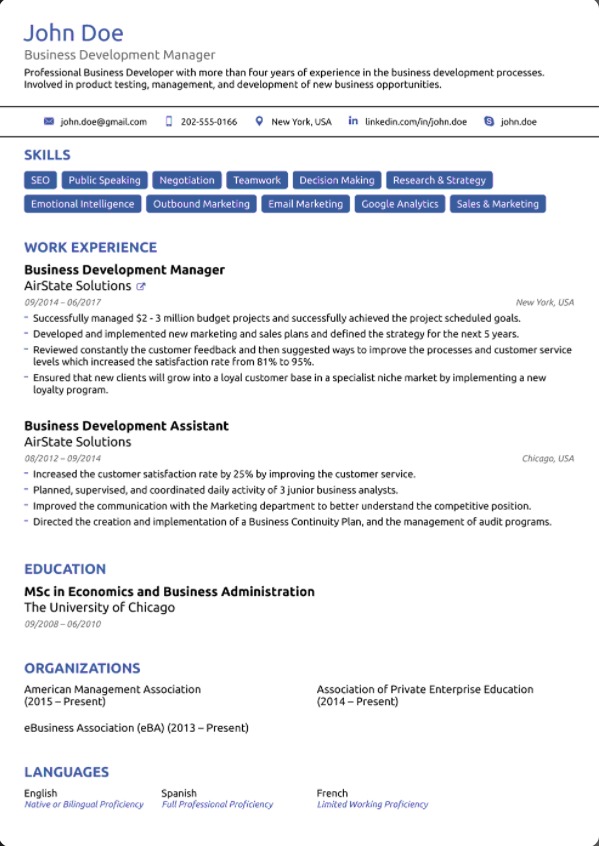 John Doe
Business Development Manager
Professional Business Developer with more than four years of experience in the business development processes.
Involved in product testing, management, and development of new business opportunities.
john.doe@gmail.com 202-555-0166 New York, USA linkedin.com/in/john.doe john.doe
SKILLS
SEO Public Speaking Negotiation Teamwork Decision Making Research & Strategy
Emotional Intelligence Outbound Marketing Email Marketing Google Analytics Sales & Marketing
WORK EXPERIENCE
Business Development Manager
AirState Solutions
09/2014 – 06/2017 New York, USA
– Successfully managed $2 - 3 million budget projects and successfully achieved the project scheduled goals.
– Developed and implemented new marketing and sales plans and defined the strategy for the next 5 years.
– Reviewed constantly the customer feedback and then suggested ways to improve the processes and customer service
levels which increased the satisfaction rate from 81% to 95%.
– Ensured that new clients will grow into a loyal customer base in a specialist niche market by implementing a new
loyalty program.
Business Development Assistant
AirState Solutions
08/2012 – 09/2014 Chicago, USA
– Increased the customer satisfaction rate by 25% by improving the customer service.
– Planned, supervised, and coordinated daily activity of 3 junior business analysts.
– Improved the communication with the Marketing department to better understand the competitive position.
– Directed the creation and implementation of a Business Continuity Plan, and the management of audit programs.
EDUCATION
MSc in Economics and Business Administration
The University of Chicago
09/2008 – 06/2010
ORGANIZATIONS
American Management Association
(2015 – Present)
Association of Private Enterprise Education
(2014 – Present)
eBusiness Association (eBA) (2013 – Present)
LANGUAGES
English Spanish French
Native or Bilingual Proficiency Full Professional Proficiency Limited Working Proficiency